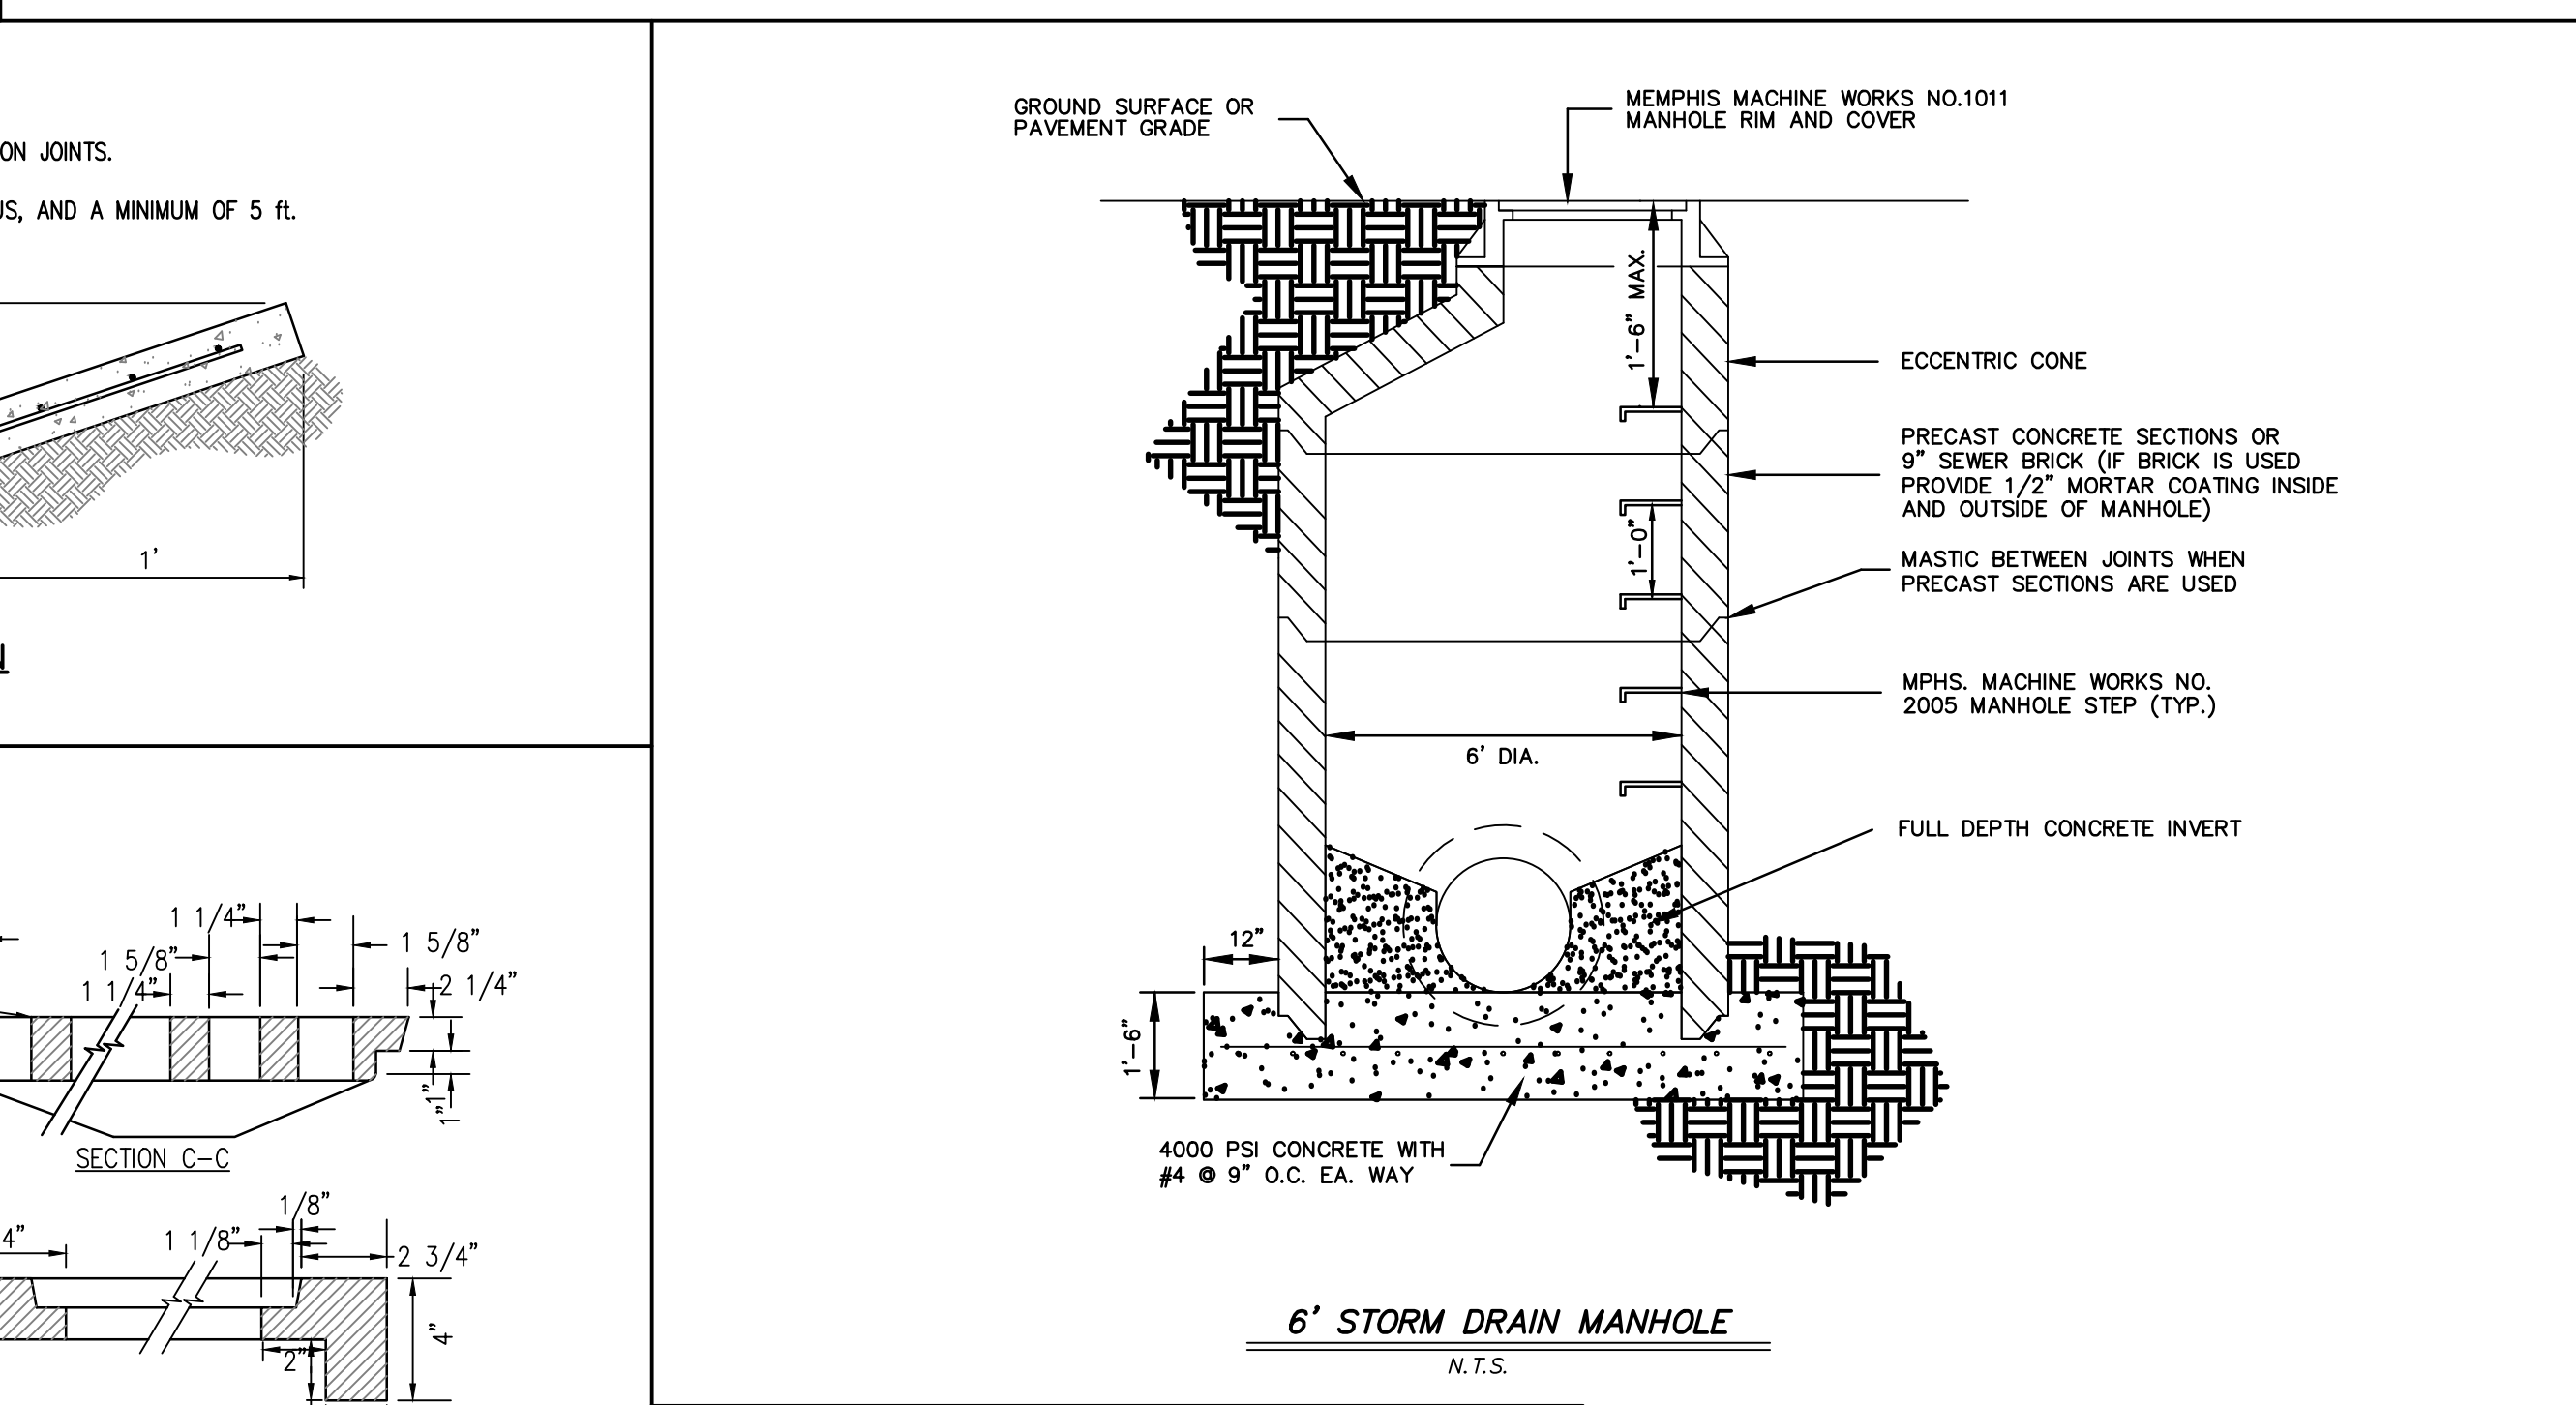 ON JOINTS.
US, AND A MINIMUM OF 5 ft.
1'
N
1 1/4"
1 5/8"
1 5/8"
1 1/4"
2 1/4"
1"
1"
SECTION C-C
1/8"
4"
1 1/8"
2 3/4"
4"
2"
GROUND SURFACE OR
PAVEMENT GRADE
MEMPHIS MACHINE WORKS NO.1011
MANHOLE RIM AND COVER
1'-6" MAX.
ECCENTRIC CONE
PRECAST CONCRETE SECTIONS OR
9" SEWER BRICK (IF BRICK IS USED
PROVIDE 1/2" MORTAR COATING INSIDE
AND OUTSIDE OF MANHOLE)
1'-0"
MASTIC BETWEEN JOINTS WHEN
PRECAST SECTIONS ARE USED
MPHS. MACHINE WORKS NO.
2005 MANHOLE STEP (TYP.)
6' DIA.
FULL DEPTH CONCRETE INVERT
12"
1'-6"
4000 PSI CONCRETE WITH
#4 @ 9" O.C. EA. WAY
6' STORM DRAIN MANHOLE
N.T.S.